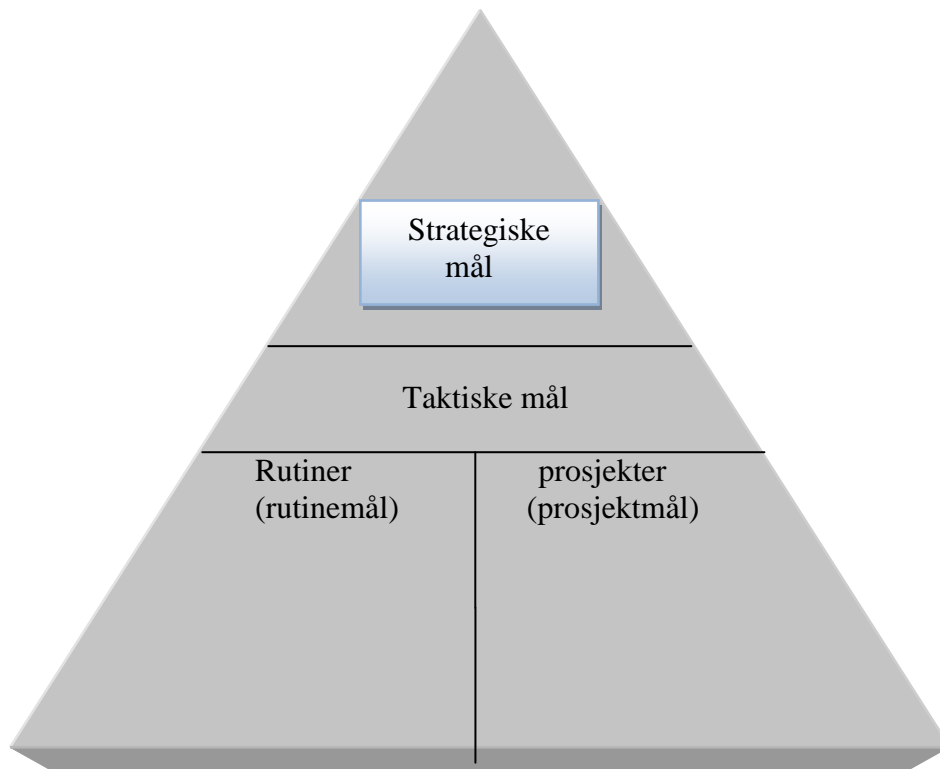 Strategiske
mål
Taktiske mål
Rutiner
(rutinemål)
prosjekter
(prosjektmål)